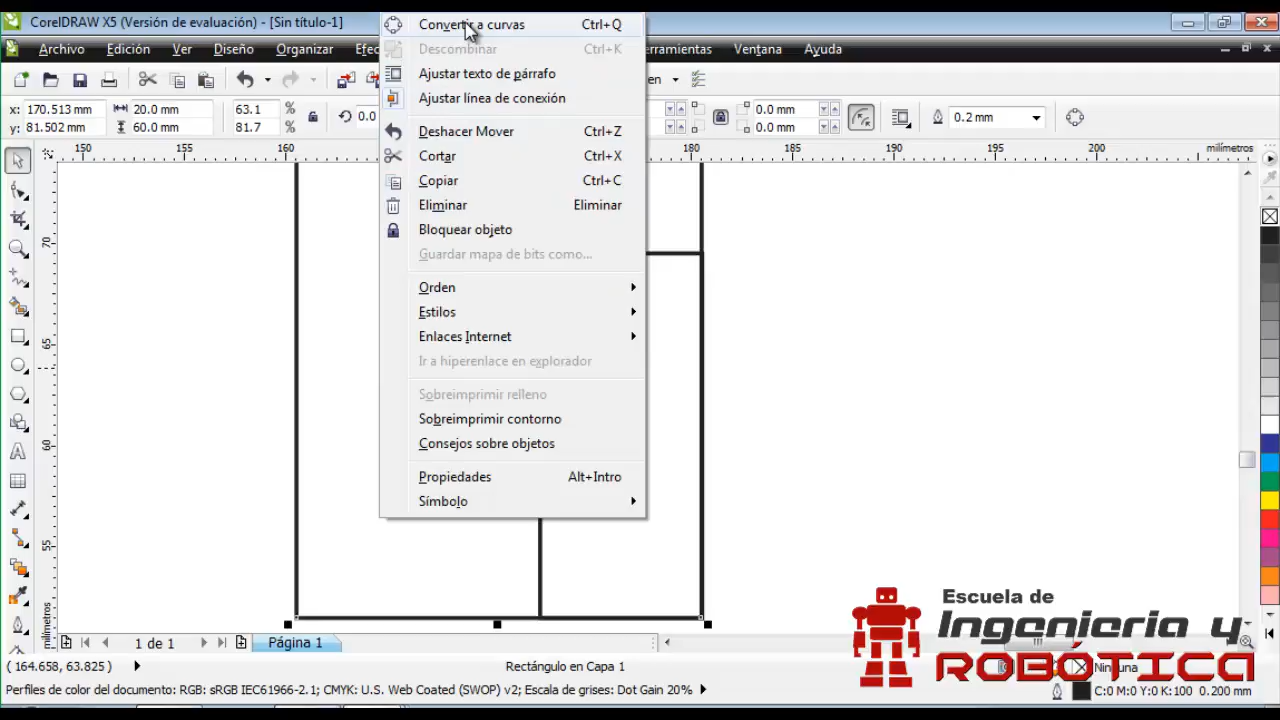 CorelDRAW X5 (Versión de evaluación) - [Sin título-1]
Archivo Edición Ver Diseño Organizar Efec erramientas Ventana Ayuda
en
x: 170.513 mm 20.0 mm 63.1 % 0.0 0.0 mm 0.2 mm
y: 81.502 mm 60.0 mm 81.7 % 0.0 mm
150 155 160 180 185 190 195 200 milímetros
70
65
60
55
milímetros
Convertir a curvas Ctrl+Q
Descombinar Ctrl+K
Ajustar texto de párrafo
Ajustar línea de conexión
Deshacer Mover Ctrl+Z
Cortar Ctrl+X
Copiar Ctrl+C
Eliminar Eliminar
Bloquear objeto
Guardar mapa de bits como...
Orden
Estilos
Enlaces Internet
Ir a hiperenlace en explorador
Sobreimprimir relleno
Sobreimprimir contorno
Consejos sobre objetos
Propiedades Alt+Intro
Símbolo
Escuela de
Ingeniería y
ROBÓTICA
1 de 1 Página 1
( 164.658, 63.825 ) Rectángulo en Capa 1 Ninguna
Perfiles de color del documento: RGB: sRGB IEC61966-2.1; CMYK: U.S. Web Coated (SWOP) v2; Escala de grises: Dot Gain 20% C:0 M:0 Y:0 K:100 0.200 mm